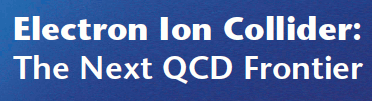 Electron Ion Collider:
The Next QCD Frontier